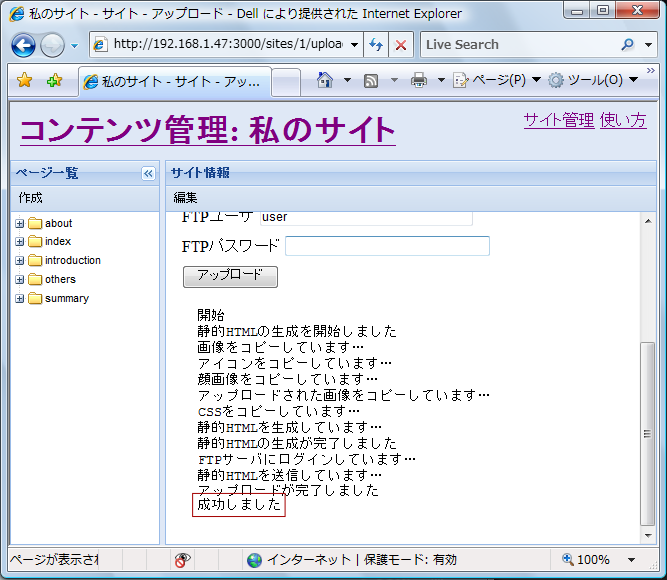 私のサイト - サイト - アップロード - Dell により提供された Internet Explorer
http://192.168.1.47:3000/sites/1/uploa
Live Search
私のサイト - サイト - アッ...
ページ(P)
ツール(O)
コンテンツ管理: 私のサイト
サイト管理 使い方
ページ一覧
サイト情報
作成
編集
about
index
introduction
others
summary
FTPユーザ user
FTPパスワード
アップロード
開始
静的HTMLの生成を開始しました
画像をコピーしています…
アイコンをコピーしています…
顔画像をコピーしています…
アップロードされた画像をコピーしています…
CSSをコピーしています…
静的HTMLを生成しています…
静的HTMLの生成が完了しました
FTPサーバにログインしています…
静的HTMLを送信しています…
アップロードが完了しました
成功しました
ページが表示され
インターネット | 保護モード: 有効
100%